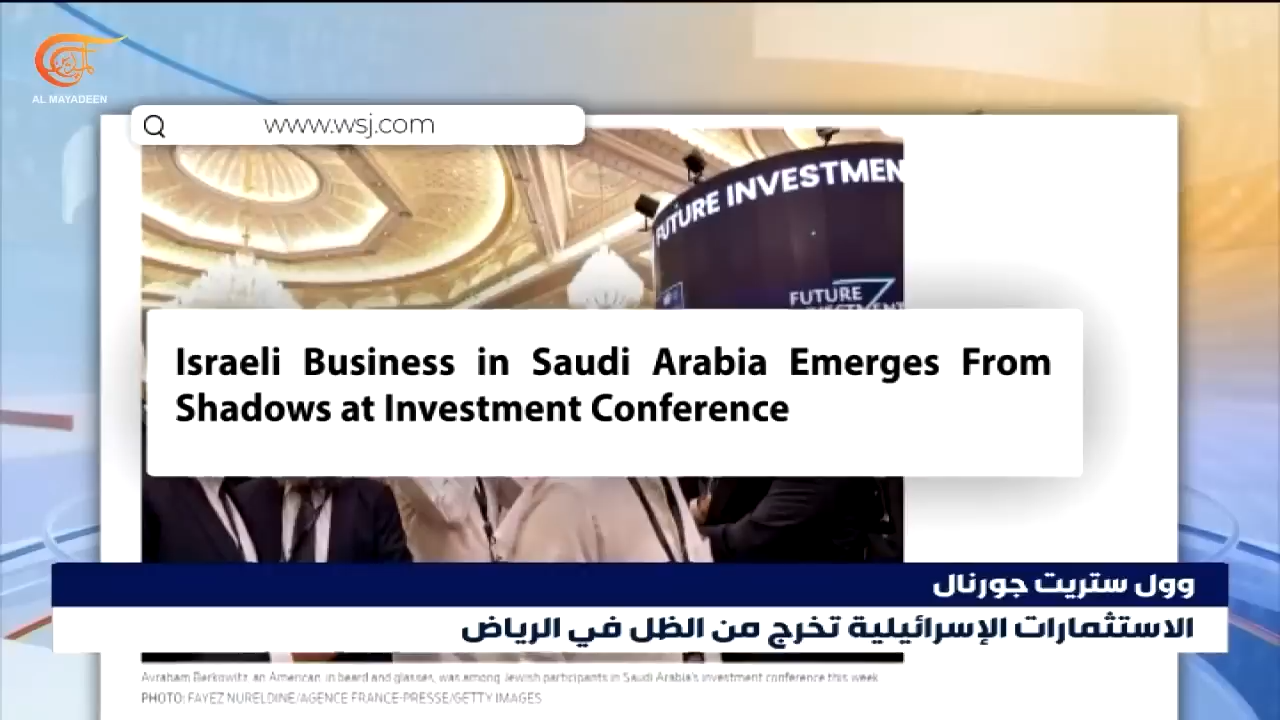 AL MAYADEEN
www.wsj.com
FUTURE INVESTMEN
FUTURE
Israeli Business in Saudi Arabia Emerges From
Shadows at Investment Conference
وول ستريت جورنال
الاستثمارات الإسرائيلية تخرج من الظل في الرياض
Avraham Berkowitz, an American in beard and glasses, was among Jewish participants in Saudi Arabia's investment conference this week
PHOTO: FAYEZ NURELDINE/AGENCE FRANCE-PRESSE/GETTY IMAGES